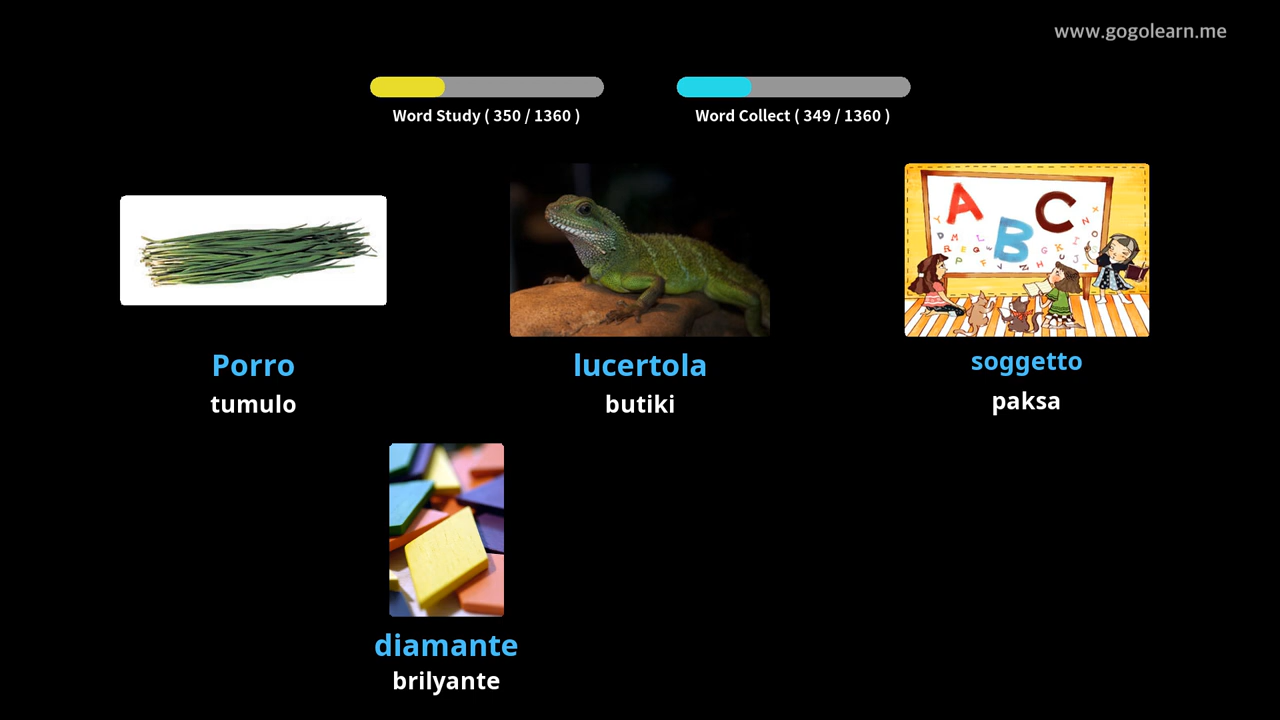 www.gogolearn.me
Word Study ( 350 / 1360 )
Word Collect ( 349 / 1360 )
A B C
Porro
tumulo
lucertola
butiki
soggetto
paksa
diamante
brilyante